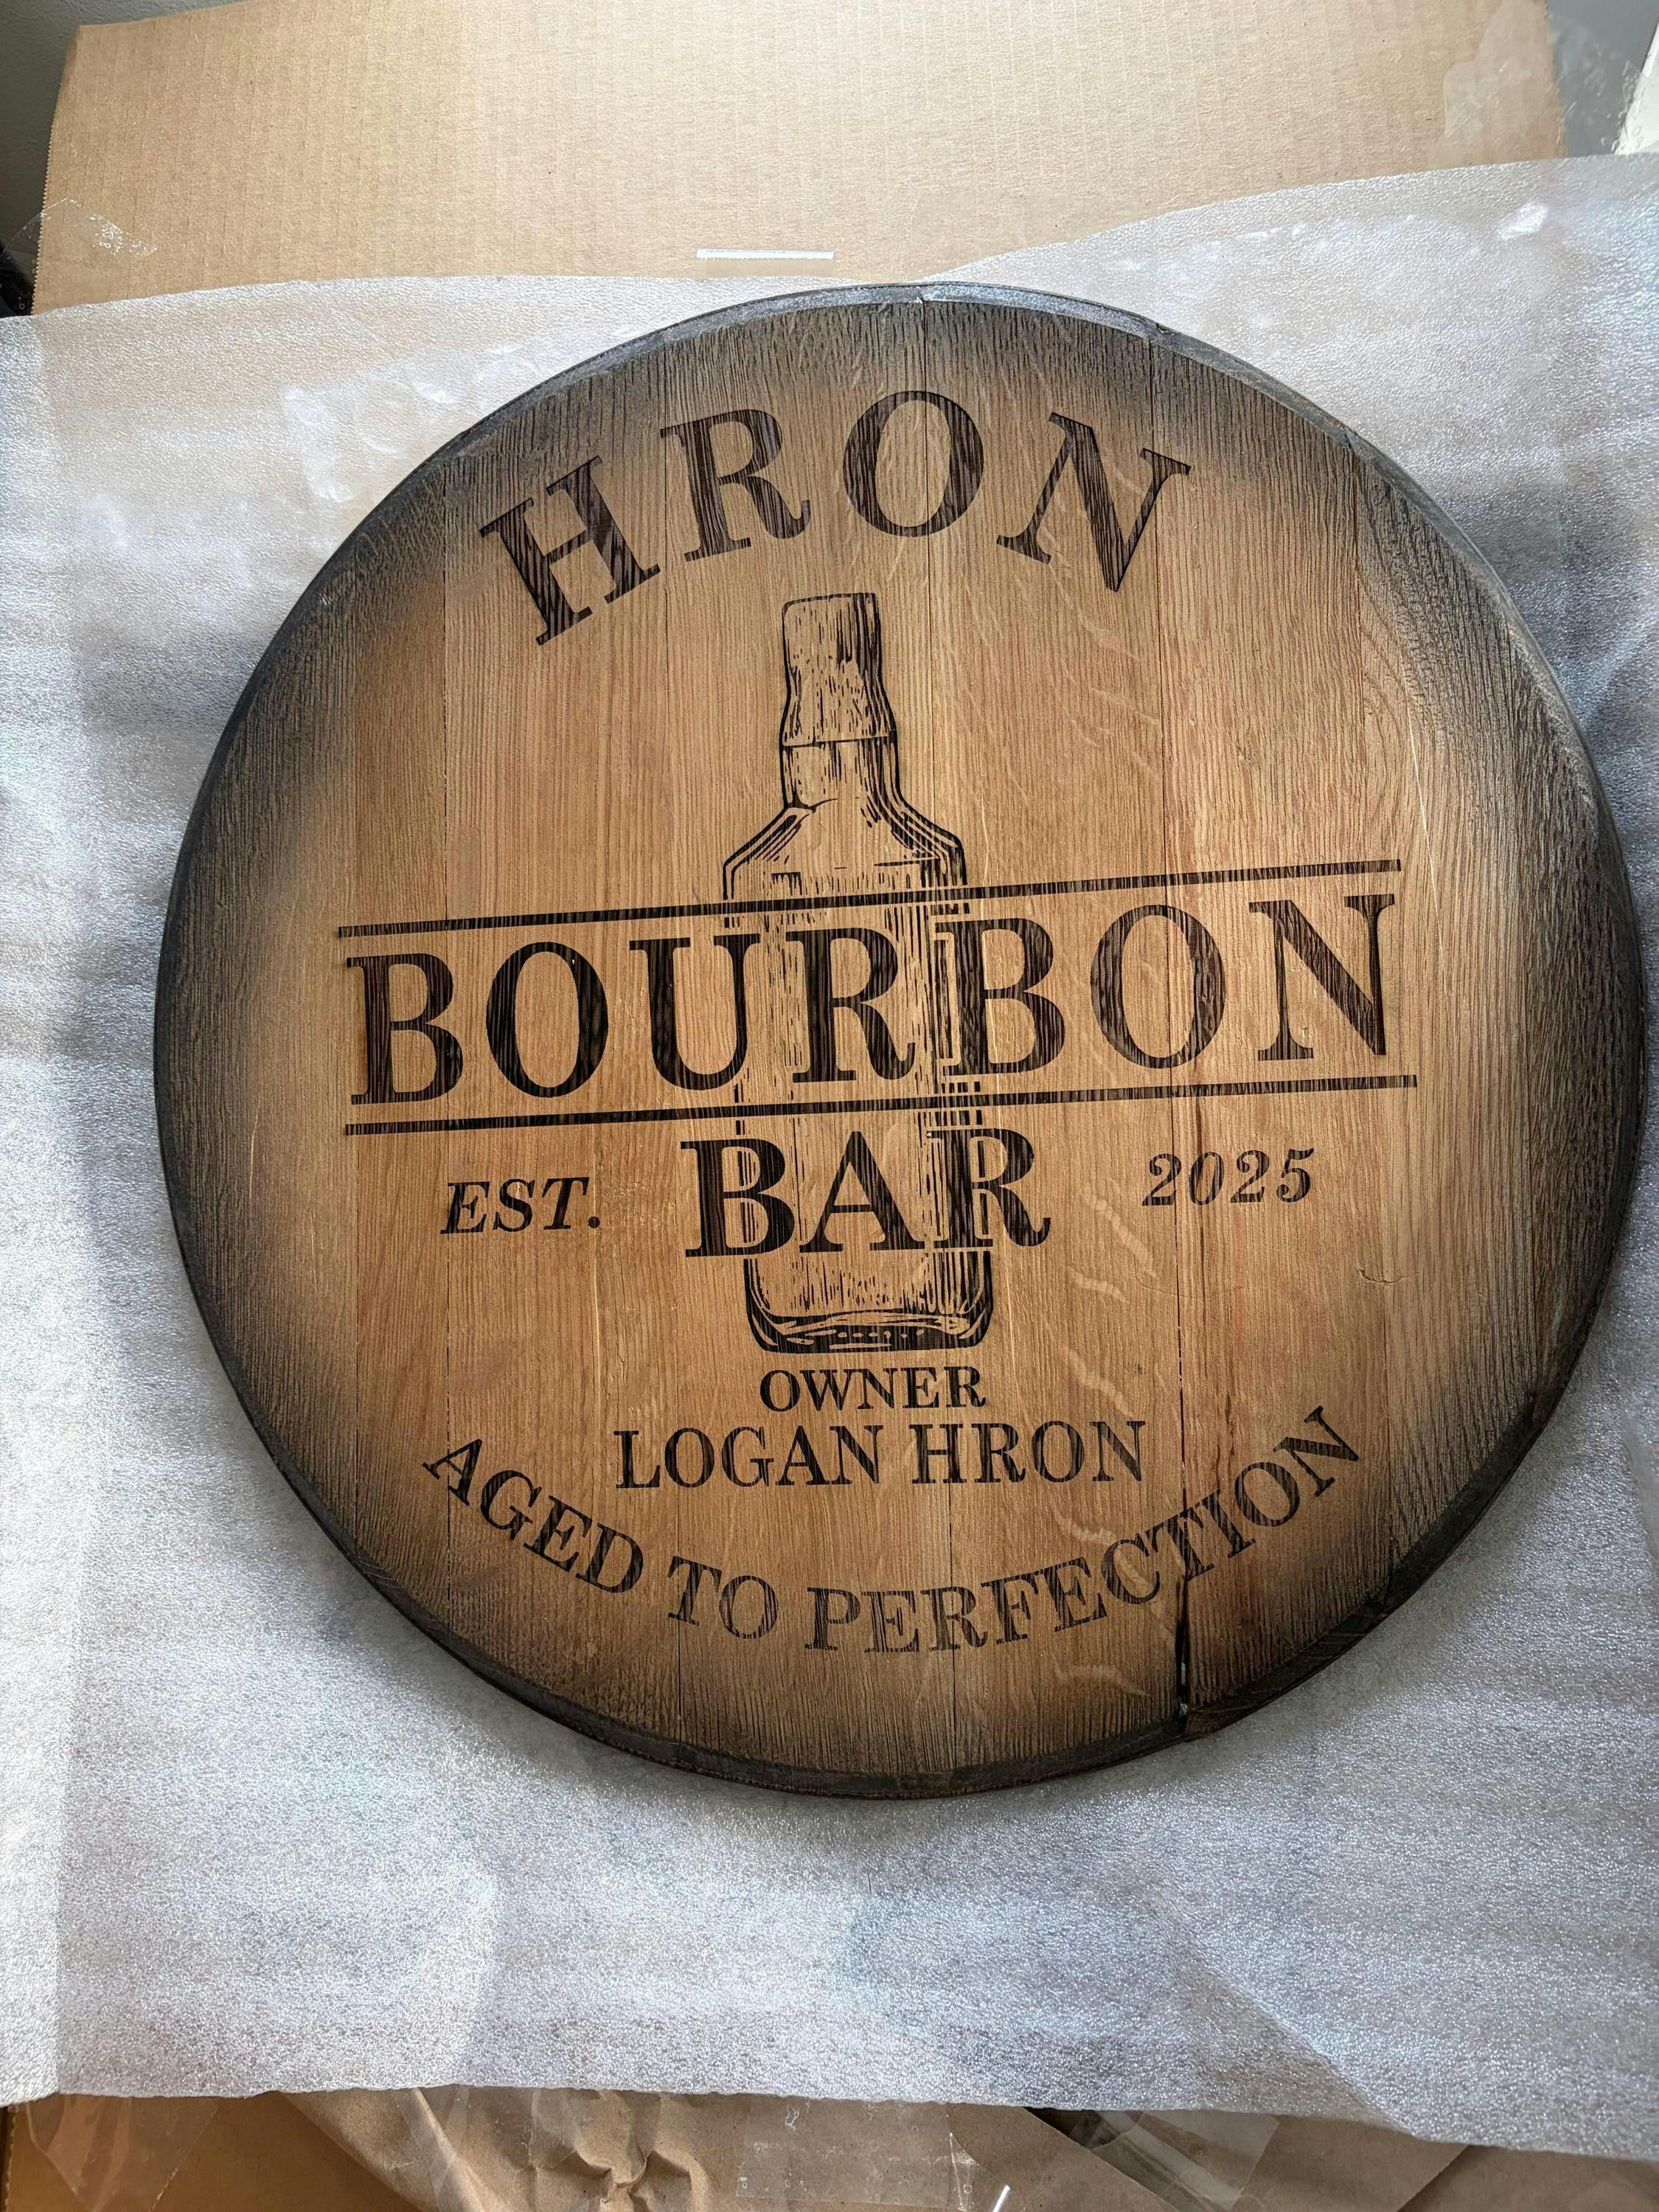 HRON
BOURBON
EST. BAR 2025
OWNER
LOGAN HRON
AGED TO PERFECTION